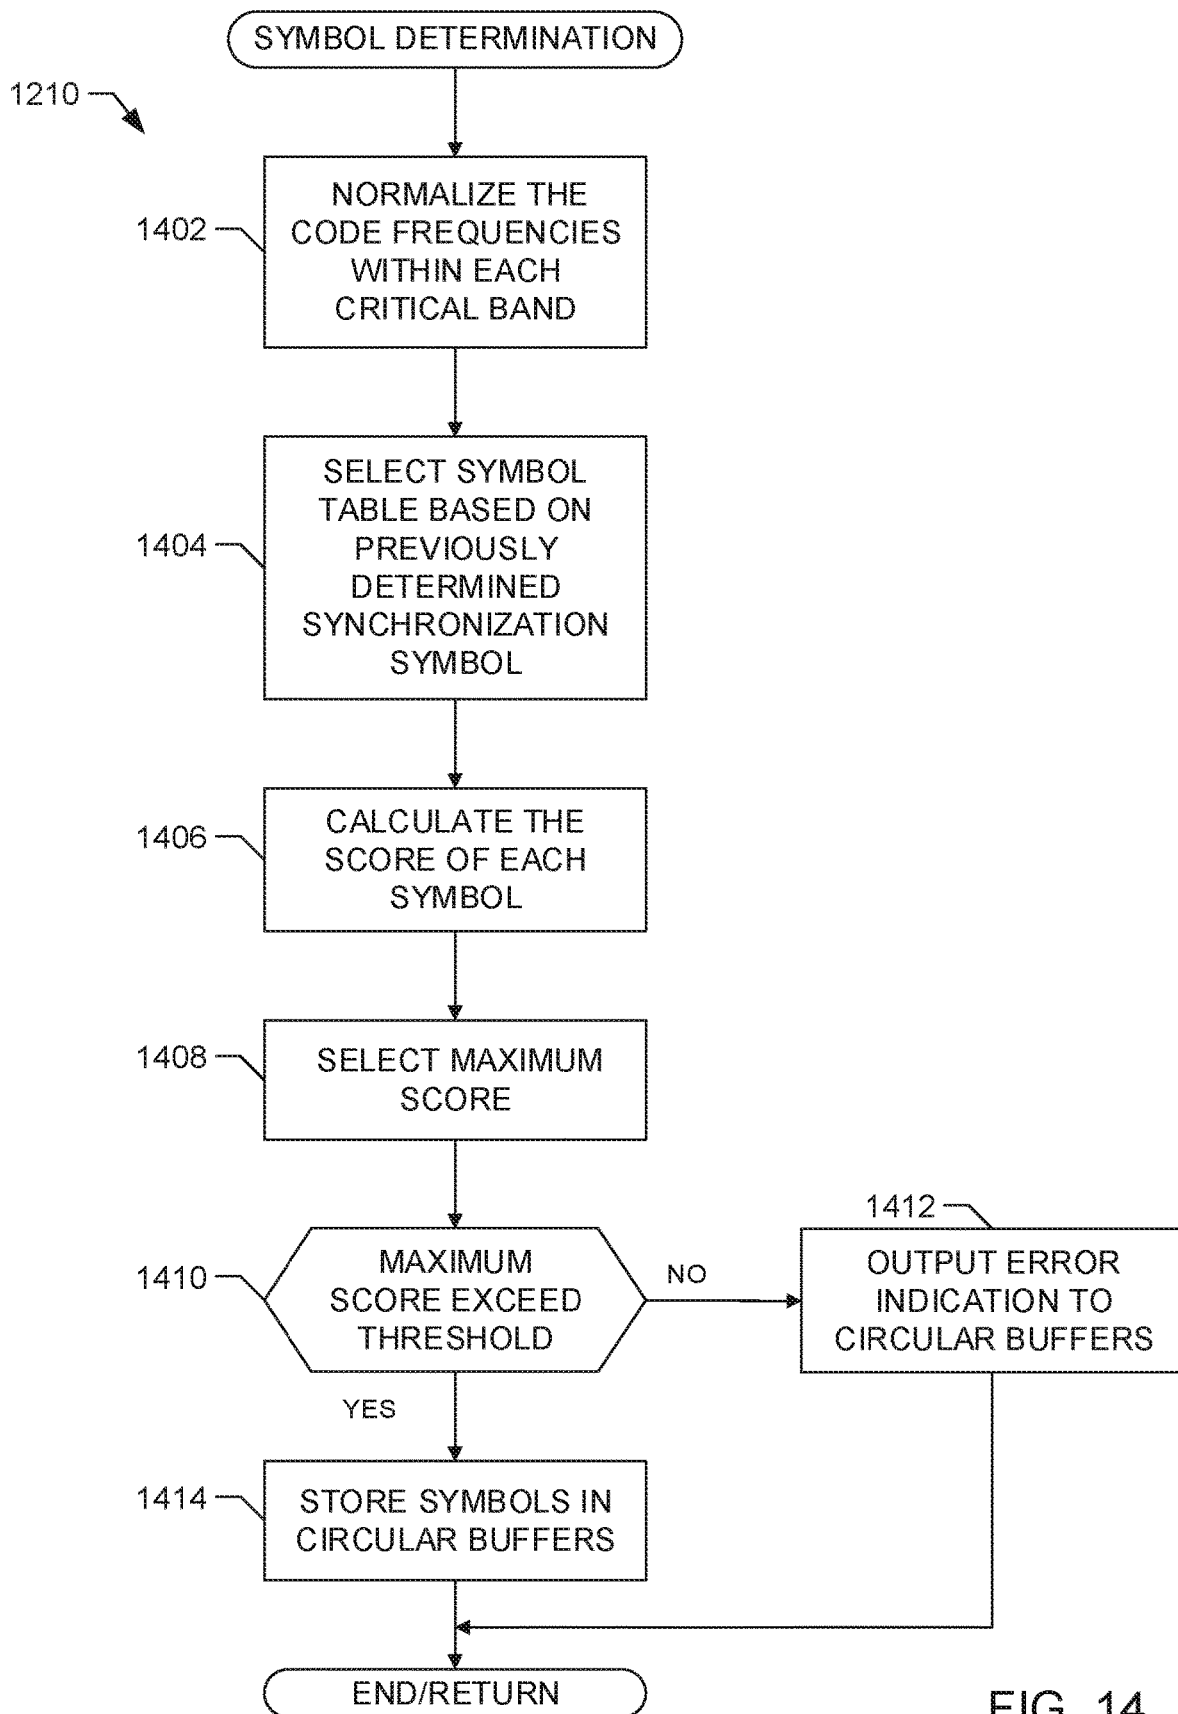 SYMBOL DETERMINATION
1210
1402
NORMALIZE THE
CODE FREQUENCIES
WITHIN EACH
CRITICAL BAND
1404
SELECT SYMBOL
TABLE BASED ON
PREVIOUSLY
DETERMINED
SYNCHRONIZATION
SYMBOL
1406
CALCULATE THE
SCORE OF EACH
SYMBOL
1408
SELECT MAXIMUM
SCORE
1410
MAXIMUM
SCORE EXCEED
THRESHOLD
NO
1412
OUTPUT ERROR
INDICATION TO
CIRCULAR BUFFERS
YES
1414
STORE SYMBOLS IN
CIRCULAR BUFFERS
END/RETURN
FIG. 14